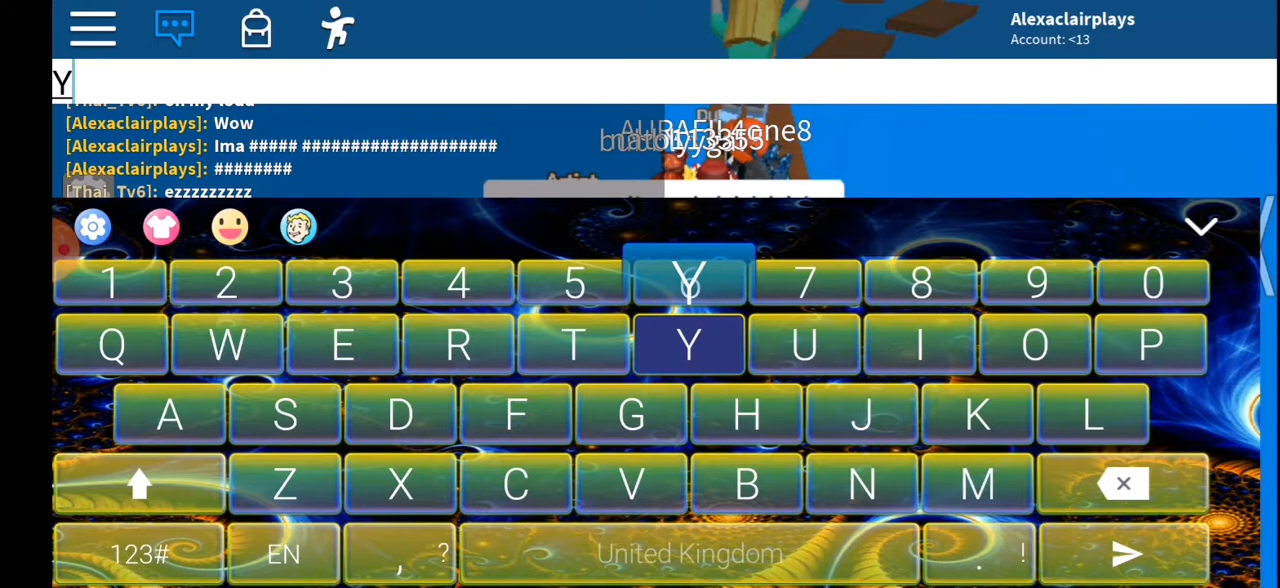 Alexaclairplays
Account: <13
Y
[Alexaclairplays]: Wow
[Alexaclairplays]: Ima ##### ####################
[Alexaclairplays]: ########
[Thai_Tv6]: ezzzzzzzzz
Y
1 2 3 4 5 6 7 8 9 0
Q W E R T Y U I O P
A S D F G H J K L
Z X C V B N M
123# EN , ? United Kingdom . !